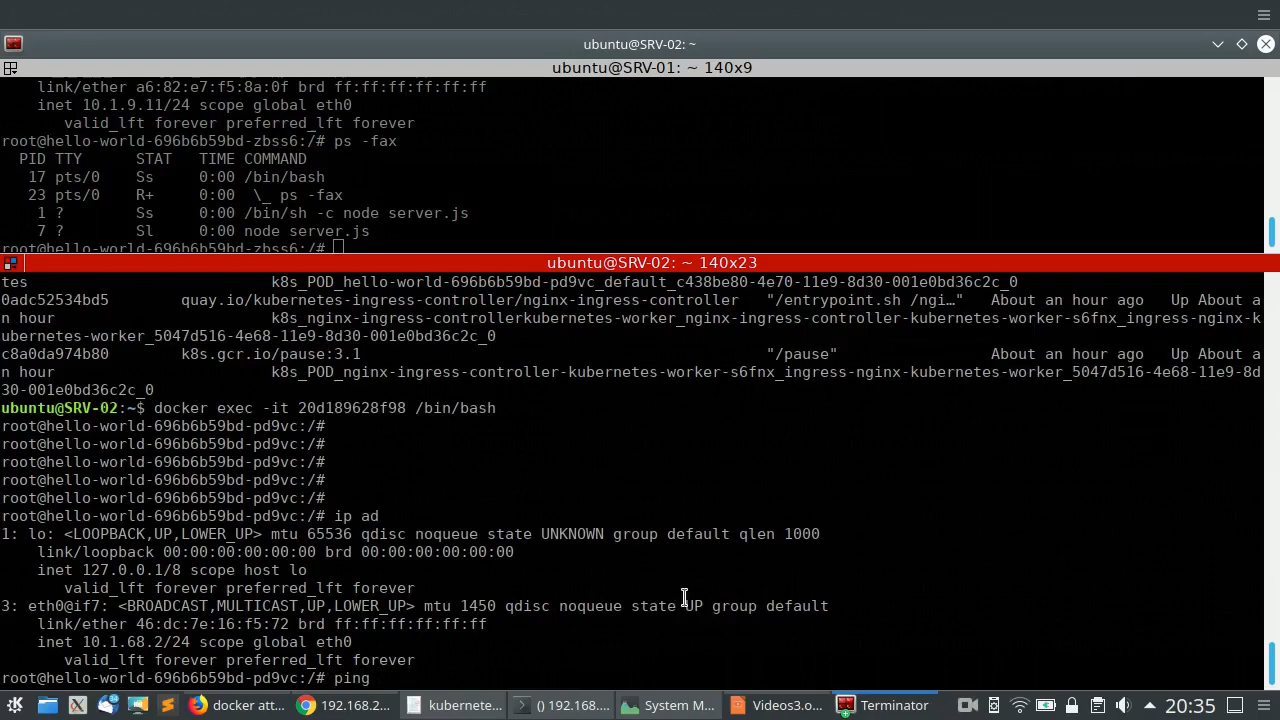 ubuntu@SRV-02: ~
ubuntu@SRV-01: ~ 140x9
link/ether a6:82:e7:f5:8a:0f brd ff:ff:ff:ff:ff:ff
inet 10.1.9.11/24 scope global eth0
valid_lft forever preferred_lft forever
root@hello-world-696b6b59bd-zbss6:/# ps -fax
PID TTY      STAT   TIME COMMAND
17 pts/0    Ss     0:00 /bin/bash
23 pts/0    R+     0:00  \_ ps -fax
1 ?        Ss     0:00 /bin/sh -c node server.js
7 ?        Sl     0:00 node server.js
root@hello-world-696b6b59bd-zbss6:/#
ubuntu@SRV-02: ~ 140x23
tes                           k8s_POD_hello-world-696b6b59bd-pd9vc_default_c438be80-4e70-11e9-8d30-001e0bd36c2c_0
0adc52534bd5        quay.io/kubernetes-ingress-controller/nginx-ingress-controller   "/entrypoint.sh /ngi…"   About an hour ago   Up About a
n hour                        k8s_nginx-ingress-controllerkubernetes-worker_nginx-ingress-controller-kubernetes-worker-s6fnx_ingress-nginx-k
ubernetes-worker_5047d516-4e68-11e9-8d30-001e0bd36c2c_0
c8a0da974b80        k8s.gcr.io/pause:3.1                                             "/pause"                 About an hour ago   Up About a
n hour                        k8s_POD_nginx-ingress-controller-kubernetes-worker-s6fnx_ingress-nginx-kubernetes-worker_5047d516-4e68-11e9-8d
30-001e0bd36c2c_0
ubuntu@SRV-02:~$ docker exec -it 20d189628f98 /bin/bash
root@hello-world-696b6b59bd-pd9vc:/#
root@hello-world-696b6b59bd-pd9vc:/#
root@hello-world-696b6b59bd-pd9vc:/#
root@hello-world-696b6b59bd-pd9vc:/#
root@hello-world-696b6b59bd-pd9vc:/#
root@hello-world-696b6b59bd-pd9vc:/# ip ad
1: lo: <LOOPBACK,UP,LOWER_UP> mtu 65536 qdisc noqueue state UNKNOWN group default qlen 1000
link/loopback 00:00:00:00:00:00 brd 00:00:00:00:00:00
inet 127.0.0.1/8 scope host lo
valid_lft forever preferred_lft forever
3: eth0@if7: <BROADCAST,MULTICAST,UP,LOWER_UP> mtu 1450 qdisc noqueue state UP group default
link/ether 46:dc:7e:16:f5:72 brd ff:ff:ff:ff:ff:ff
inet 10.1.68.2/24 scope global eth0
valid_lft forever preferred_lft forever
root@hello-world-696b6b59bd-pd9vc:/# ping
docker att... 192.168.2... kubernete... () 192.168.... System M... Videos3.o... Terminator 20:35